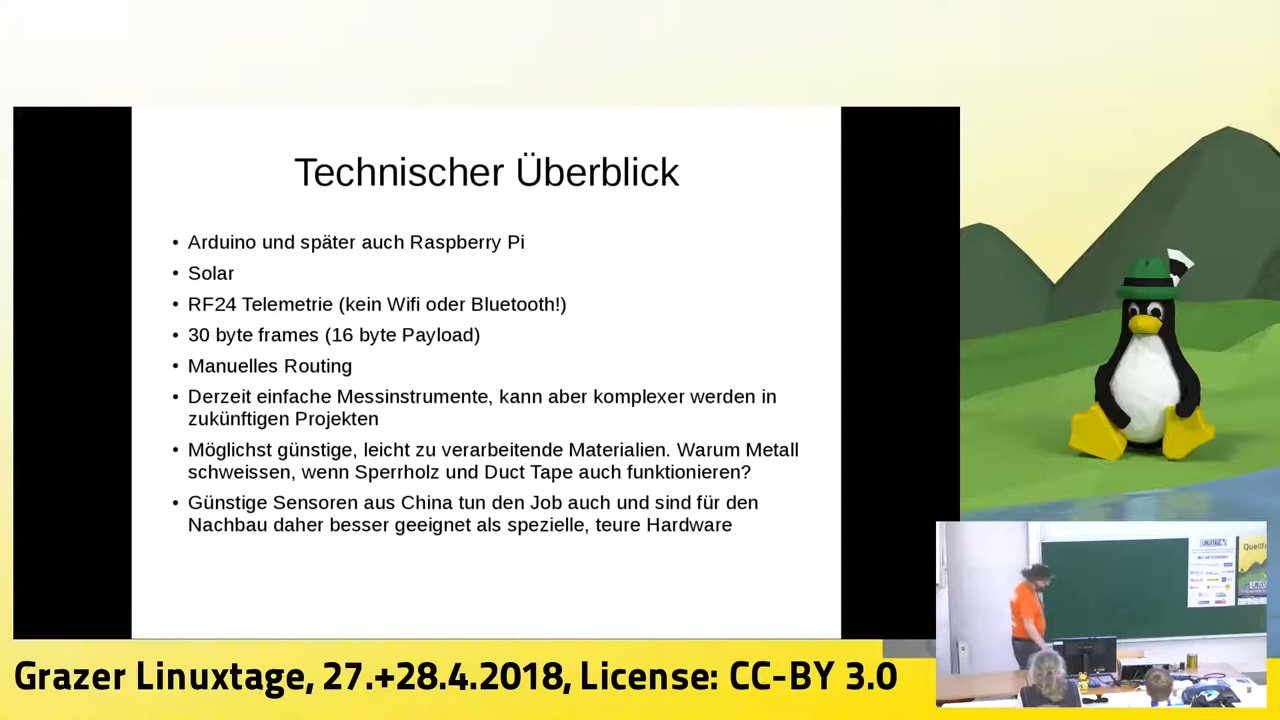 Technischer Überblick
• Arduino und später auch Raspberry Pi
• Solar
• RF24 Telemetrie (kein Wifi oder Bluetooth!)
• 30 byte frames (16 byte Payload)
• Manuelles Routing
• Derzeit einfache Messinstrumente, kann aber komplexer werden in
zukünftigen Projekten
• Möglichst günstige, leicht zu verarbeitende Materialien. Warum Metall
schweissen, wenn Sperrholz und Duct Tape auch funktionieren?
• Günstige Sensoren aus China tun den Job auch und sind für den
Nachbau daher besser geeignet als spezielle, teure Hardware
LINUXTAGE
Grazer Linuxtage, 27.+28.4.2018, License: CC-BY 3.0